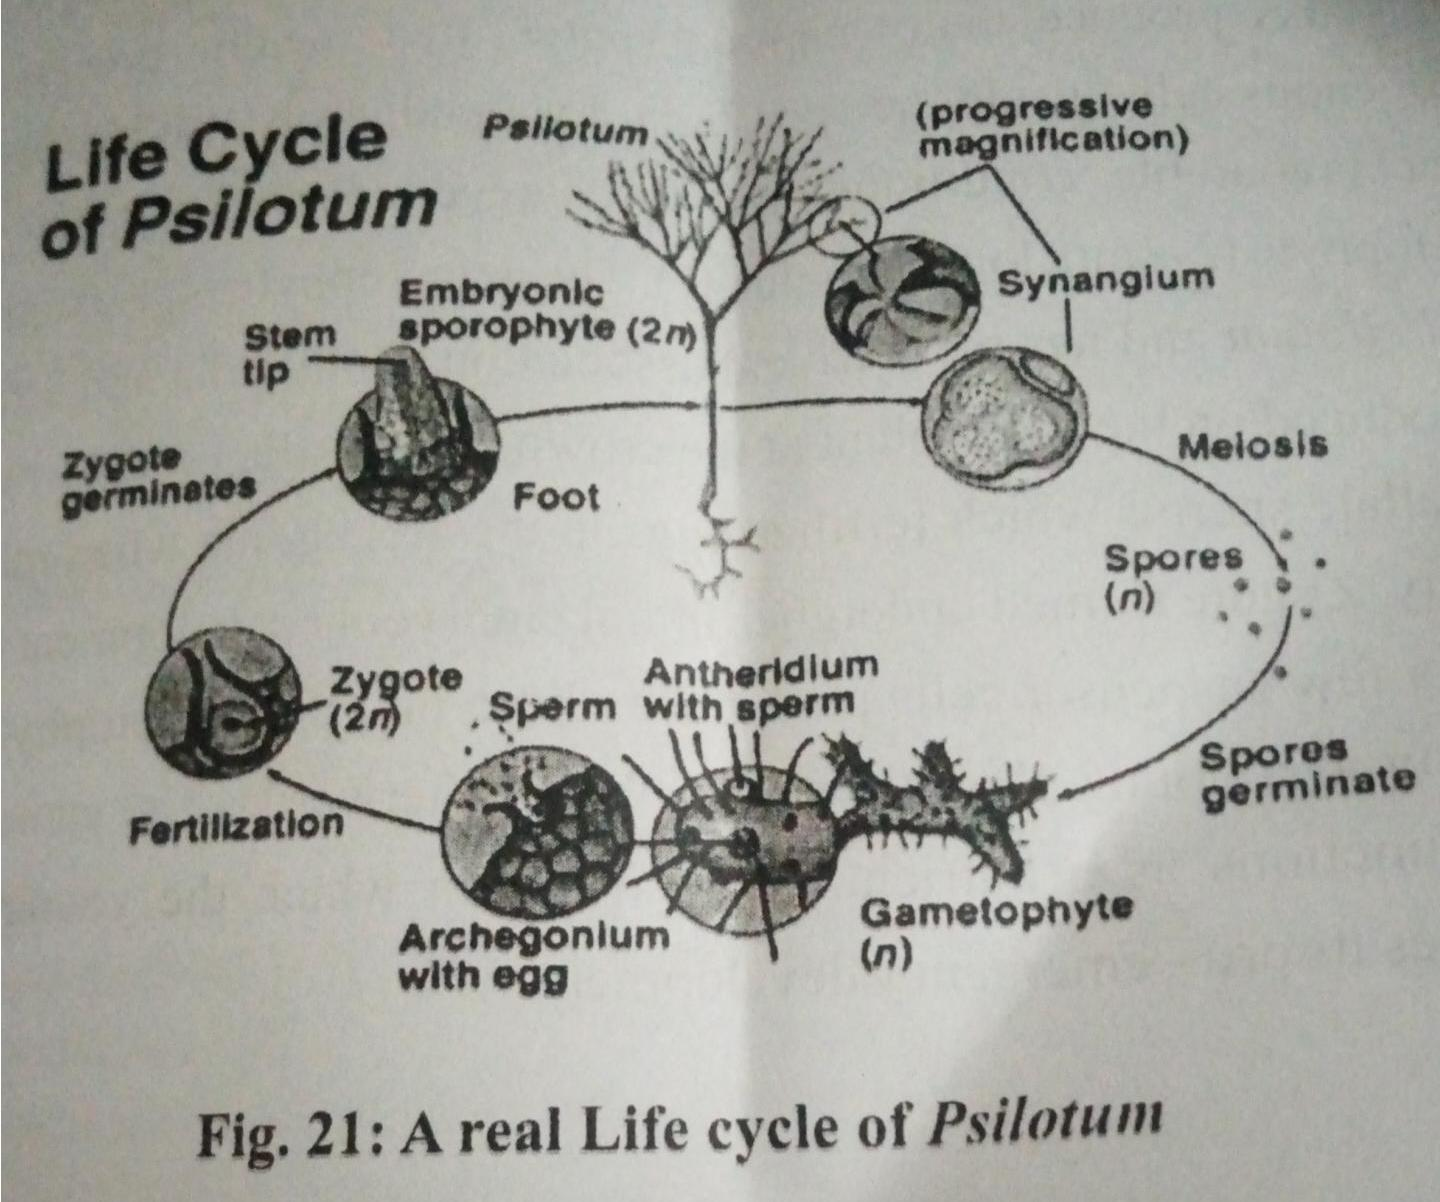 Life Cycle
of Psilotum
Psilotum
(progressive
magnification)
Synangium
Embryonic
sporophyte (2n)
Stem
tip
Foot
Zygote
germinates
Meiosis
Spores
(n)
Zygote
(2n)
Sperm
Antheridium
with sperm
Spores
germinate
Fertilization
Archegonium
with egg
Gametophyte
(n)
Fig. 21: A real Life cycle of Psilotum